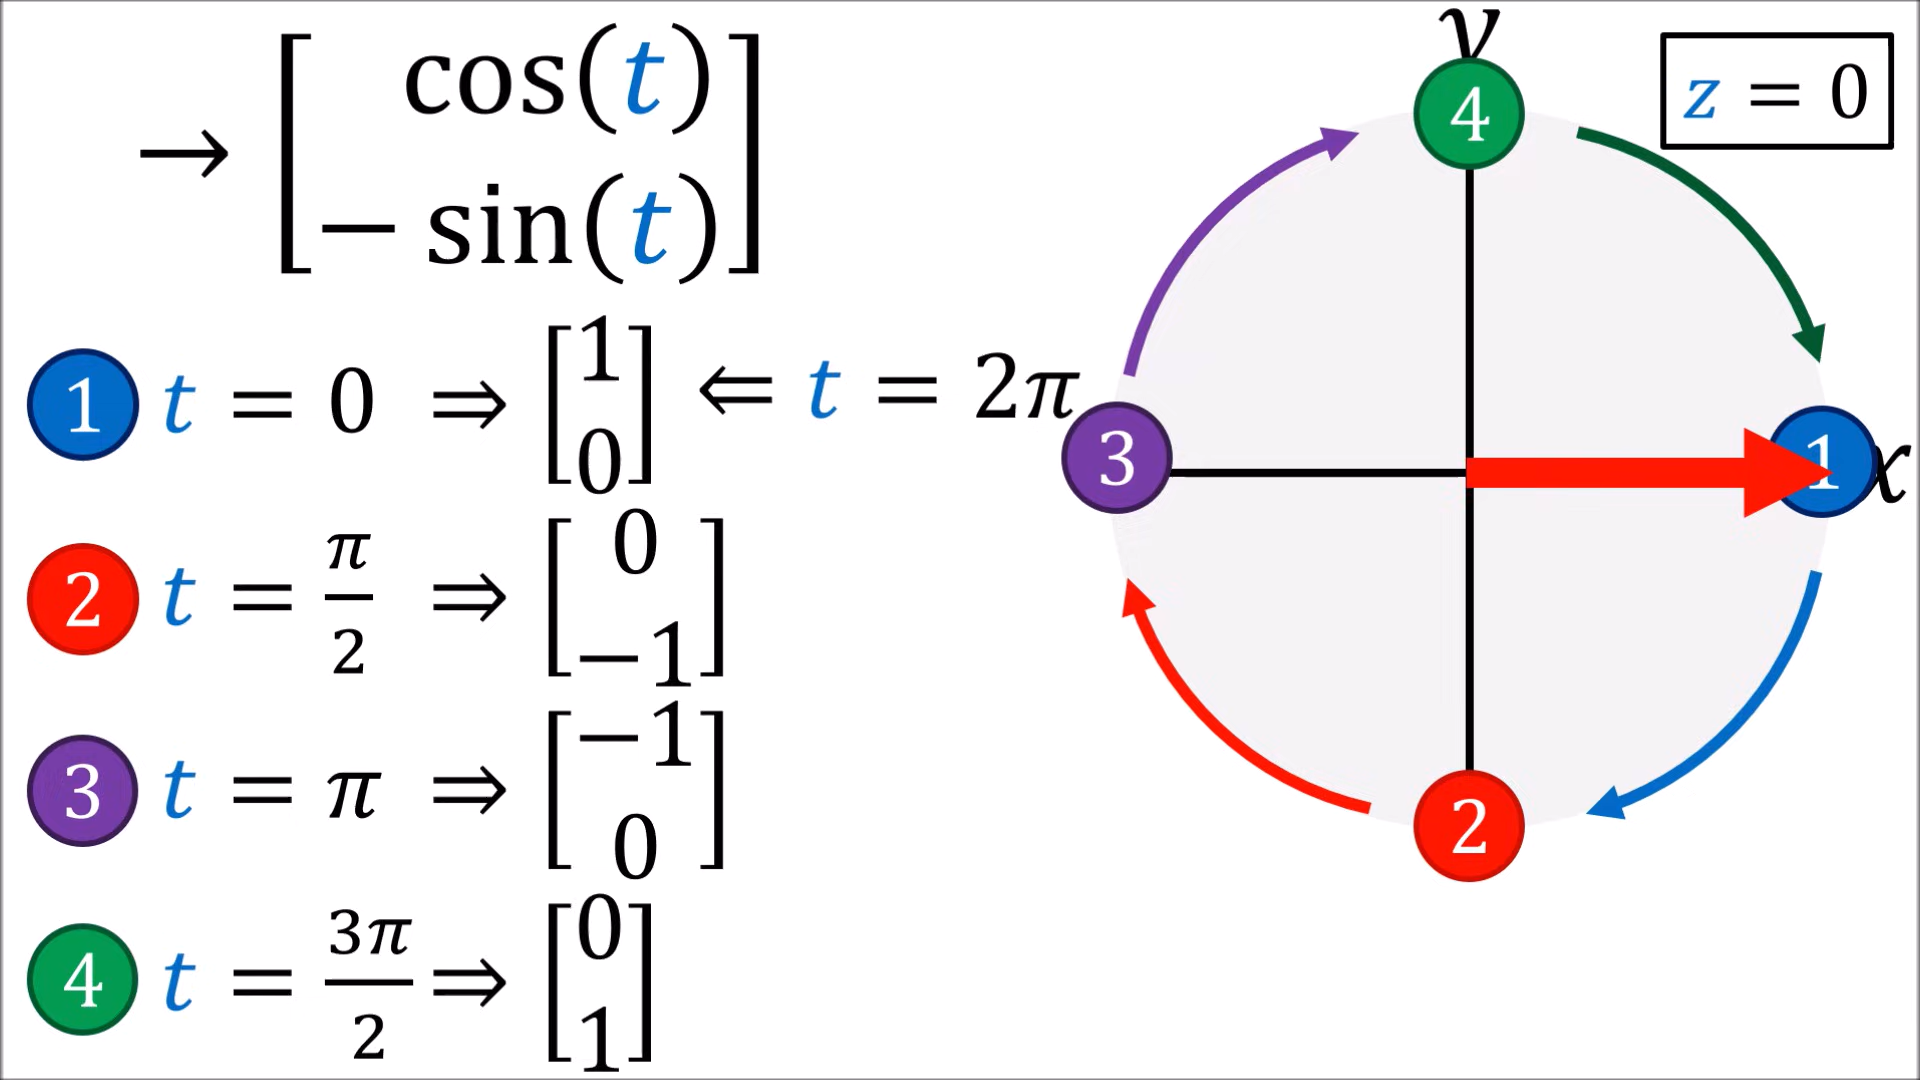 → [ cos(t)
− sin(t) ]
1 t = 0 ⇒ [ 1 0 ] ⇐ t = 2π
2 t = π/2 ⇒ [ 0 −1 ]
3 t = π ⇒ [ −1 0 ]
4 t = 3π/2 ⇒ [ 0 1 ]
y
z = 0
4
3
1
x
2